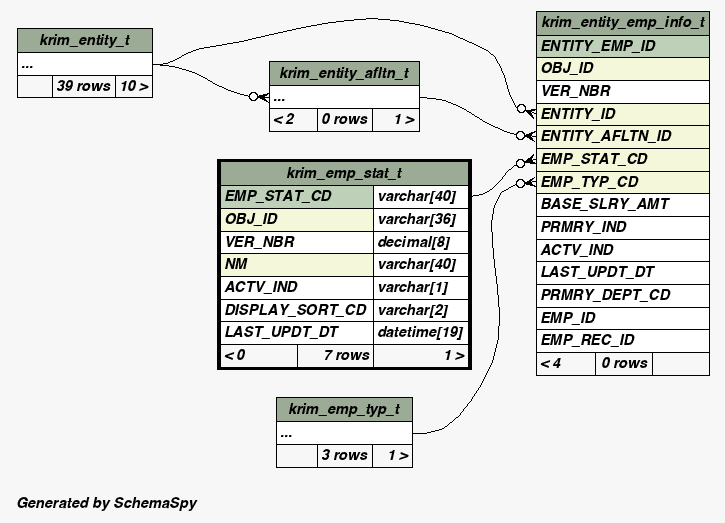 krim_entity_t
...
39 rows 10 >
krim_entity_afltn_t
...
< 2 0 rows 1 >
krim_entity_emp_info_t
ENTITY_EMP_ID
OBJ_ID
VER_NBR
ENTITY_ID
ENTITY_AFLTN_ID
EMP_STAT_CD
EMP_TYP_CD
BASE_SLRY_AMT
PRMRY_IND
ACTV_IND
LAST_UPDT_DT
PRMRY_DEPT_CD
EMP_ID
EMP_REC_ID
< 4 0 rows
krim_emp_stat_t
EMP_STAT_CD varchar[40]
OBJ_ID varchar[36]
VER_NBR decimal[8]
NM varchar[40]
ACTV_IND varchar[1]
DISPLAY_SORT_CD varchar[2]
LAST_UPDT_DT datetime[19]
< 0 7 rows 1 >
krim_emp_typ_t
...
3 rows 1 >
Generated by SchemaSpy